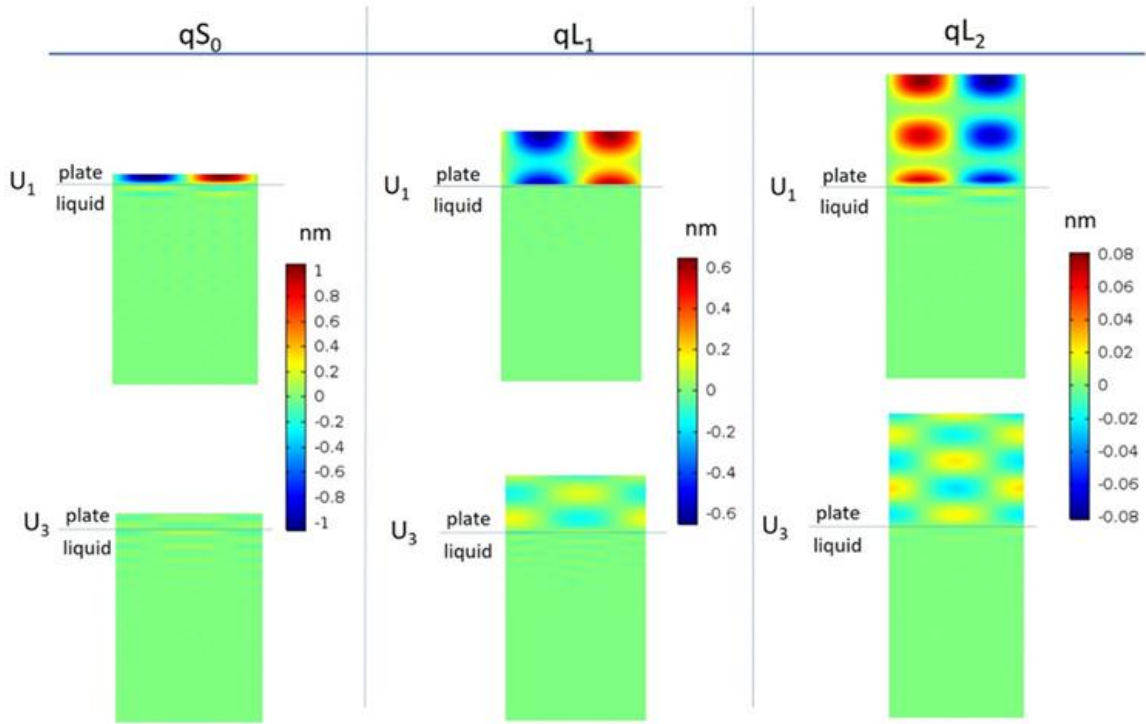 qS₀
qL₁
qL₂
U₁
plate
liquid
nm
1
0.8
0.6
0.4
0.2
0
-0.2
-0.4
-0.6
-0.8
-1
U₁
plate
liquid
nm
0.6
0.4
0.2
0
-0.2
-0.4
-0.6
U₁
plate
liquid
nm
0.08
0.06
0.04
0.02
0
-0.02
-0.04
-0.06
-0.08
U₃
plate
liquid
U₃
plate
liquid
U₃
plate
liquid